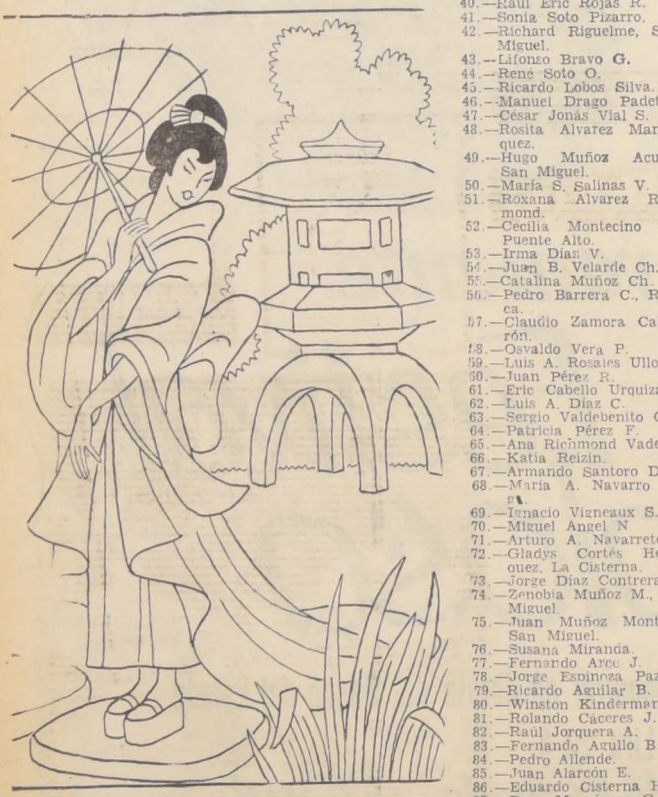 40.—Raúl Eric Rojas R.
41.—Sonia Soto Pizarro.
42.—Richard Riguelme, S
Miguel.
43.—Lifonso Bravo G.
44.—René Soto O.
45.—Ricardo Lobos Silva.
46.—Manuel Drago Padet
47.—César Jonás Vial S.
48.—Rosita Alvarez Mar
quez.
49.—Hugo Muñoz Acu
San Miguel.
50.—María S. Salinas V.
51.—Roxana Alvarez R
mond.
52.—Cecilia Montecino
Puente Alto.
53.—Irma Díaz V.
54.—Juan B. Velarde Ch.
55.—Catalina Muñoz Ch.
56.—Pedro Barrera C., R
ca.
57.—Claudio Zamora Ca
rón.
58.—Osvaldo Vera P.
59.—Luis A. Rosales Ullo
60.—Juan Pérez R.
61.—Eric Cabello Urquiza
62.—Luis A. Díaz C.
63.—Sergio Valdebenito
64.—Patricia Pérez F.
65.—Ana Richmond Vade
66.—Katia Reizin.
67.—Armando Santoro D
68.—María A. Navarro
69.—Ignacio Vigneaux S.
70.—Miguel Angel N
71.—Arturo A. Navarrete
72.—Gladys Cortés He
quez, La Cisterna.
73.—Jorge Díaz Contrera
74.—Zenobia Muñoz M.,
Miguel.
75.—Juan Muñoz Mont
San Miguel.
76.—Susana Miranda.
77.—Fernando Arce J.
78.—Jorge Espinoza Paz
79.—Ricardo Aguilar B.
80.—Winston Kinderman
81.—Rolando Cáceres J.
82.—Raúl Jorquera A.
83.—Fernando Agullo B
84.—Pedro Allende.
85.—Juan Alarcón E.
86.—Eduardo Cisterna